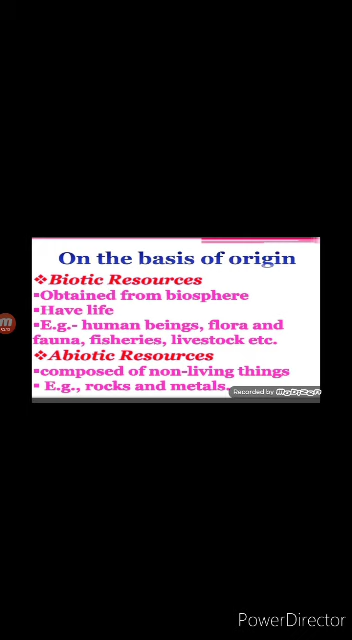 On the basis of origin
❖Biotic Resources
▪Obtained from biosphere
▪Have life
▪E.g.- human beings, flora and
fauna, fisheries, livestock etc.
❖Abiotic Resources
▪composed of non-living things
▪ E.g., rocks and metals.
Recorded by MOBIZEN
PowerDirector